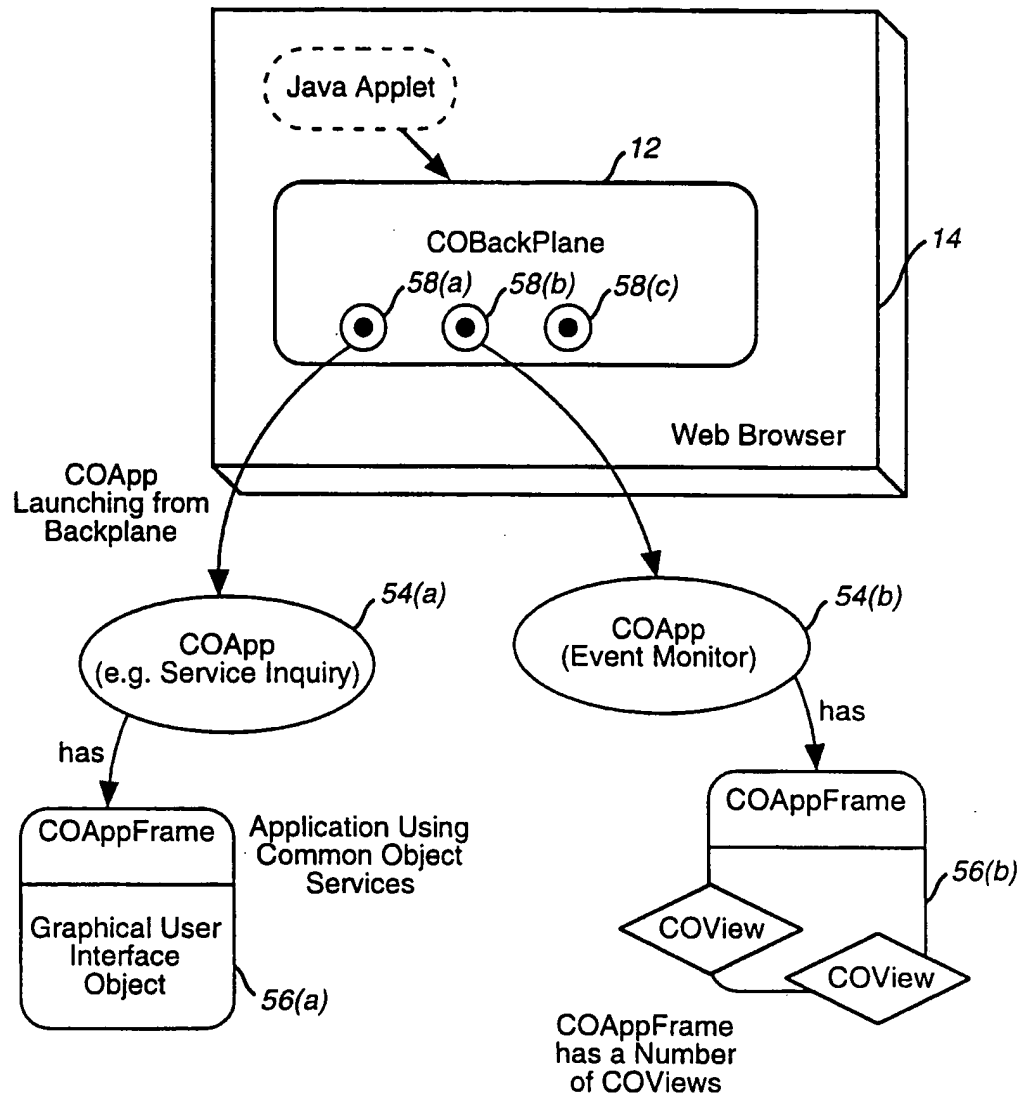 Java Applet
12
COBackPlane
14
58(a)
58(b)
58(c)
Web Browser
COApp
Launching from
Backplane
54(a)
COApp
(e.g. Service Inquiry)
54(b)
COApp
(Event Monitor)
has
has
COAppFrame
Graphical User
Interface
Object
56(a)
Application Using
Common Object
Services
COAppFrame
56(b)
COView
COView
COAppFrame
has a Number
of COViews